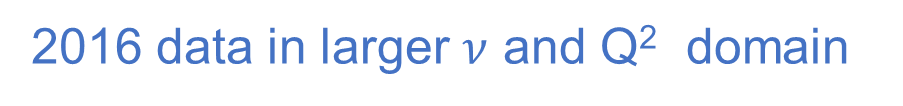 2016 data in larger 𝜈 and Q² domain